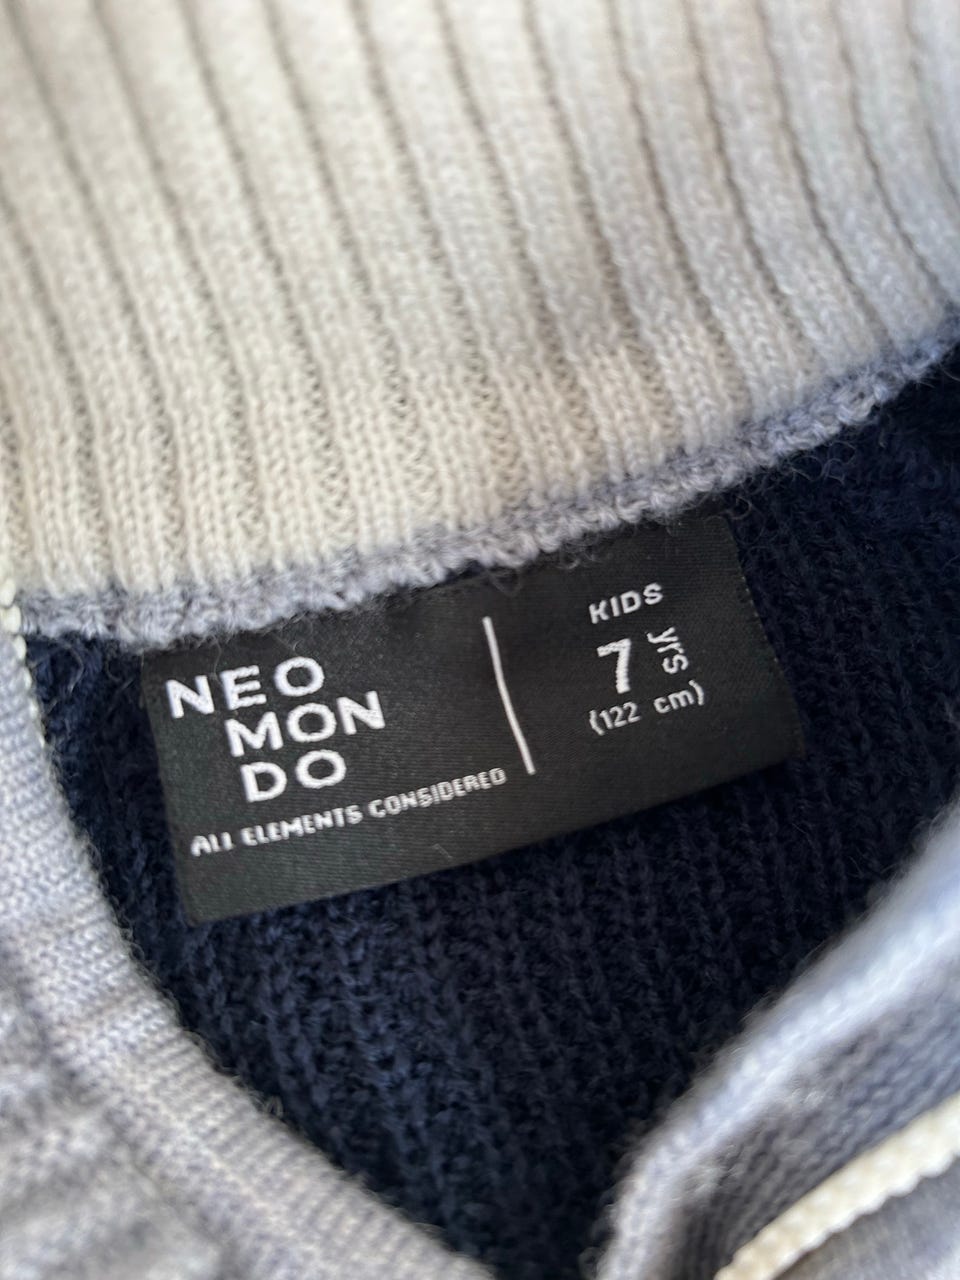 NEO
MON
DO
ALL ELEMENTS CONSIDERED
KIDS
7 yrs
(122 cm)